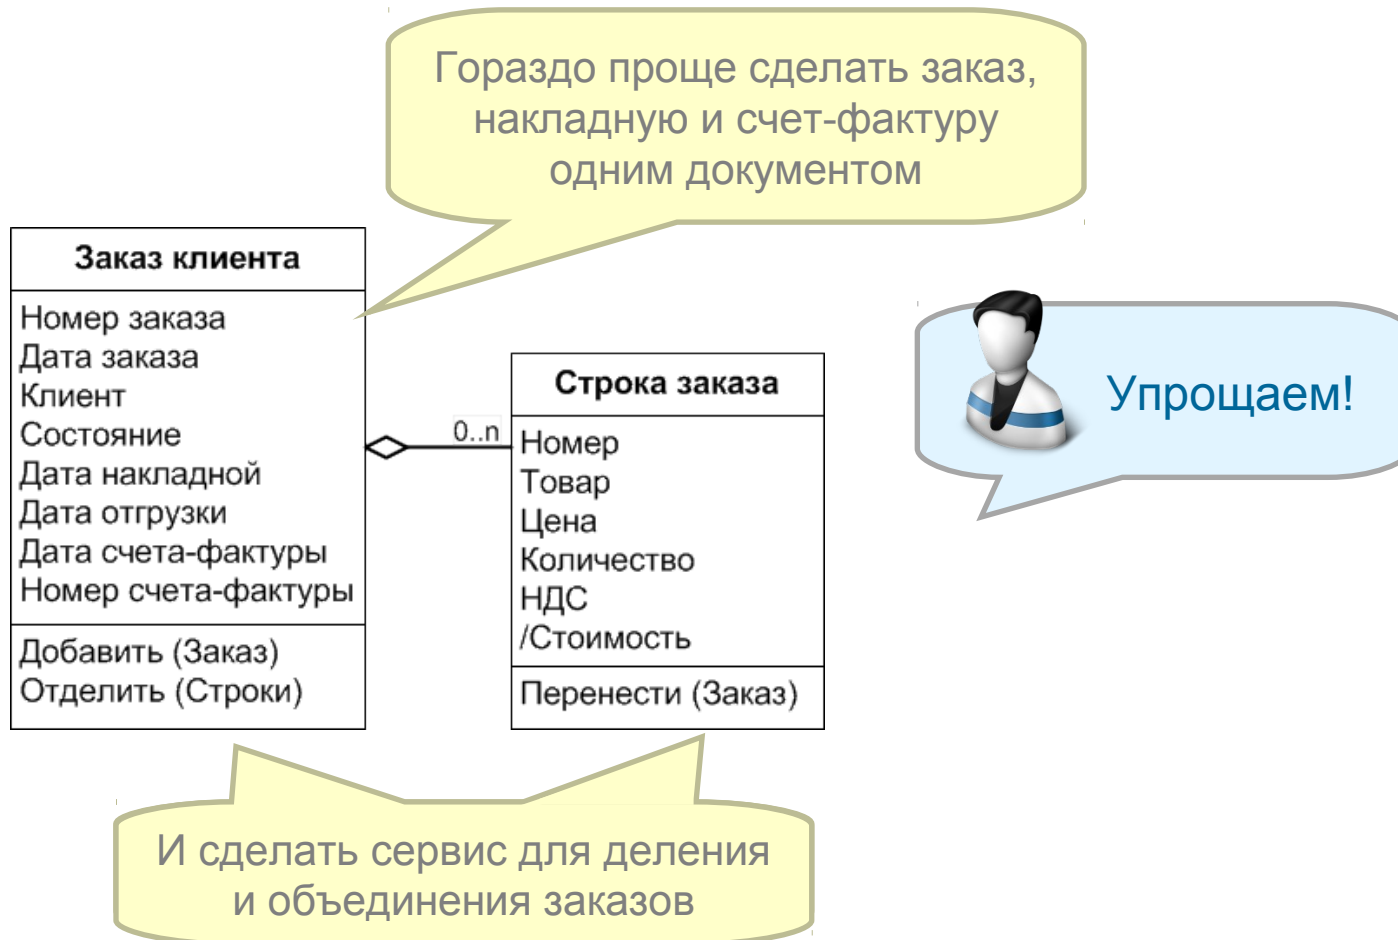 Гораздо проще сделать заказ,
накладную и счет-фактуру
одним документом
Заказ клиента
Номер заказа
Дата заказа
Клиент
Состояние
Дата накладной
Дата отгрузки
Дата счета-фактуры
Номер счета-фактуры
Добавить (Заказ)
Отделить (Строки)
0..n
Строка заказа
Номер
Товар
Цена
Количество
НДС
/Стоимость
Перенести (Заказ)
Упрощаем!
И сделать сервис для деления
и объединения заказов